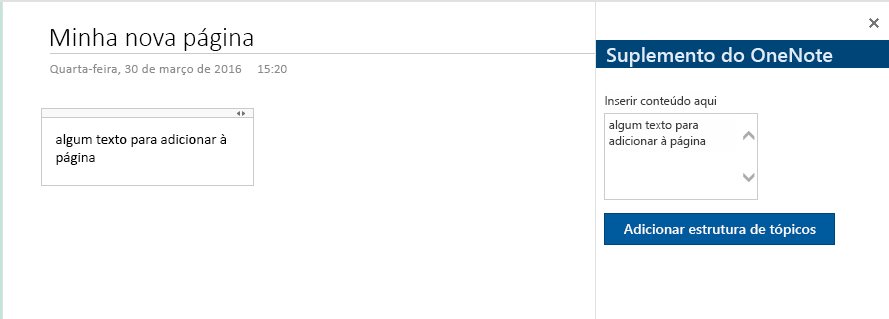 Minha nova página
Quarta-feira, 30 de março de 2016 15:20
algum texto para adicionar à
página
Suplemento do OneNote
Inserir conteúdo aqui
algum texto para
adicionar à página
Adicionar estrutura de tópicos